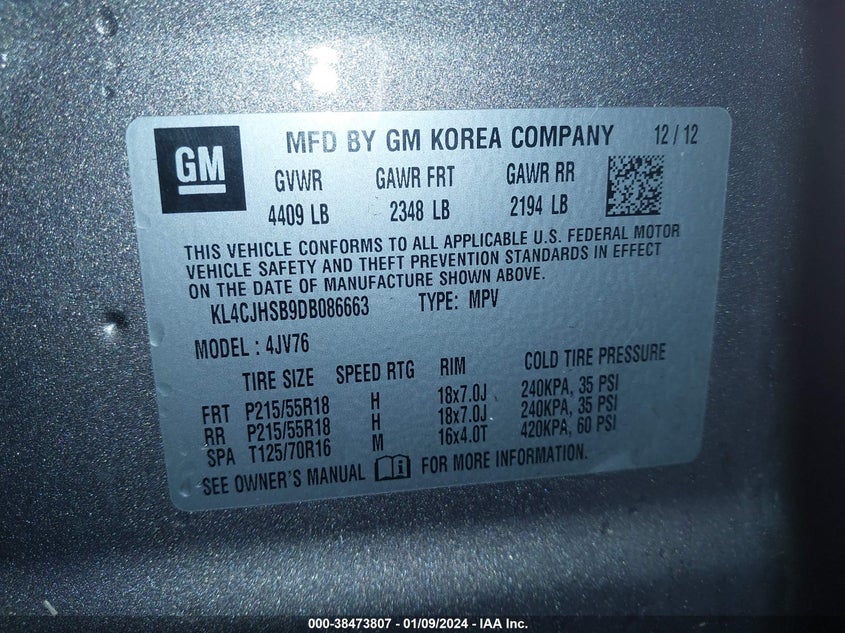 GM
MFD BY GM KOREA COMPANY 12/12
GVWR GAWR FRT GAWR RR
4409 LB 2348 LB 2194 LB
THIS VEHICLE CONFORMS TO ALL APPLICABLE U.S. FEDERAL MOTOR
VEHICLE SAFETY AND THEFT PREVENTION STANDARDS IN EFFECT
ON THE DATE OF MANUFACTURE SHOWN ABOVE.
KL4CJHSB9DB086663 TYPE: MPV
MODEL : 4JV76
TIRE SIZE SPEED RTG RIM COLD TIRE PRESSURE
FRT P215/55R18 H 18x7.0J 240KPA, 35 PSI
RR P215/55R18 H 18x7.0J 240KPA, 35 PSI
SPA T125/70R16 M 16x4.0T 420KPA, 60 PSI
SEE OWNER'S MANUAL FOR MORE INFORMATION.
000-38473807 - 01/09/2024 - IAA Inc.